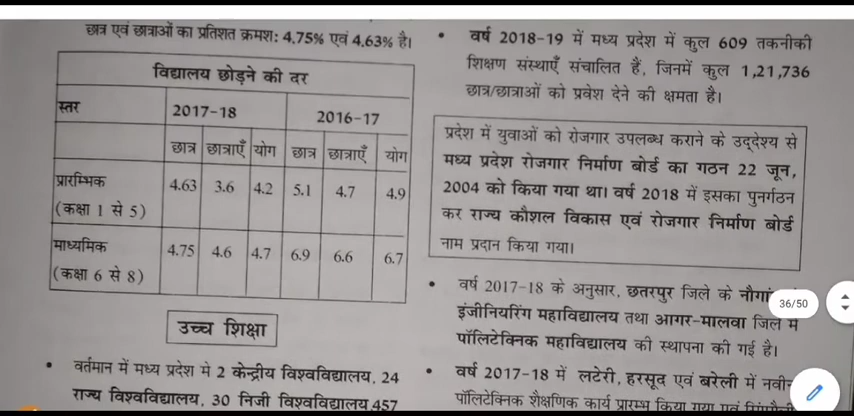 छात्र एवं छात्राओं का प्रतिशत क्रमश: 4.75% एवं 4.63% है।
विद्यालय छोड़ने की दर
स्तर 2017-18 2016-17
छात्र छात्राएँ योग छात्र छात्राएँ योग
प्रारम्भिक 4.63 3.6 4.2 5.1 4.7 4.9
(कक्षा 1 से 5)
माध्यमिक 4.75 4.6 4.7 6.9 6.6 6.7
(कक्षा 6 से 8)
उच्च शिक्षा
• वर्तमान में मध्य प्रदेश मे 2 केन्द्रीय विश्वविद्यालय, 24
राज्य विश्वविद्यालय, 30 निजी विश्वविद्यालय 457
• वर्ष 2018-19 में मध्य प्रदेश में कुल 609 तकनीकी
शिक्षण संस्थाएँ संचालित हैं, जिनमें कुल 1,21,736
छात्र/छात्राओं को प्रवेश देने की क्षमता है।
प्रदेश में युवाओं को रोजगार उपलब्ध कराने के उद्देश्य से
मध्य प्रदेश रोजगार निर्माण बोर्ड का गठन 22 जून,
2004 को किया गया था। वर्ष 2018 में इसका पुनर्गठन
कर राज्य कौशल विकास एवं रोजगार निर्माण बोर्ड
नाम प्रदान किया गया।
• वर्ष 2017-18 के अनुसार, छतरपुर जिले के
इंजीनियरिंग महाविद्यालय तथा आगर-मालवा जिले में
पॉलिटेक्निक महाविद्यालय की स्थापना की गई है।
• वर्ष 2017-18 में लटेरी, हरसूद एवं बरेली में
पॉलिटेक्निक शैक्षणिक कार्य प्रारम्भ किया गया एवं
36/50